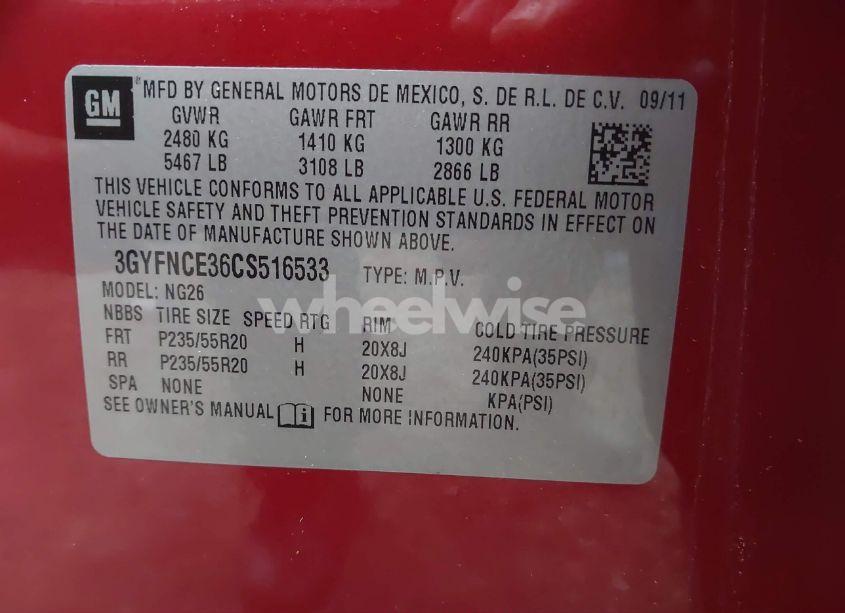 GM
MFD BY GENERAL MOTORS DE MEXICO, S. DE R.L. DE C.V. 09/11
GVWR GAWR FRT GAWR RR
2480 KG 1410 KG 1300 KG
5467 LB 3108 LB 2866 LB
THIS VEHICLE CONFORMS TO ALL APPLICABLE U.S. FEDERAL MOTOR
VEHICLE SAFETY AND THEFT PREVENTION STANDARDS IN EFFECT ON
THE DATE OF MANUFACTURE SHOWN ABOVE.
3GYFNCE36CS516533 TYPE: M.P.V.
MODEL: NG26
wheelwise
NBBS TIRE SIZE SPEED RTG RIM COLD TIRE PRESSURE
FRT P235/55R20 H 20X8J 240KPA(35PSI)
RR P235/55R20 H 20X8J 240KPA(35PSI)
SPA NONE NONE KPA(PSI)
SEE OWNER'S MANUAL FOR MORE INFORMATION.